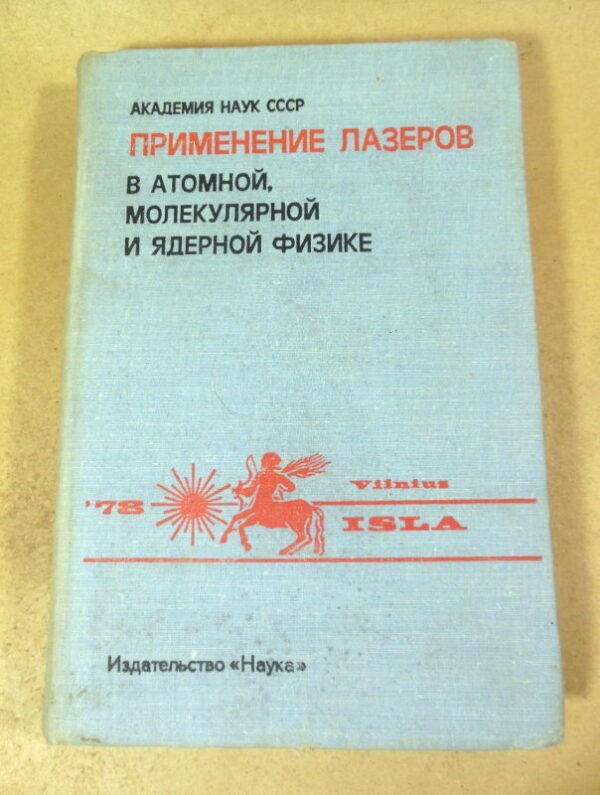 АКАДЕМИЯ НАУК СССР
ПРИМЕНЕНИЕ ЛАЗЕРОВ
В АТОМНОЙ,
МОЛЕКУЛЯРНОЙ
И ЯДЕРНОЙ ФИЗИКЕ
Vilnius
'78
ISLA
Издательство «Наука»